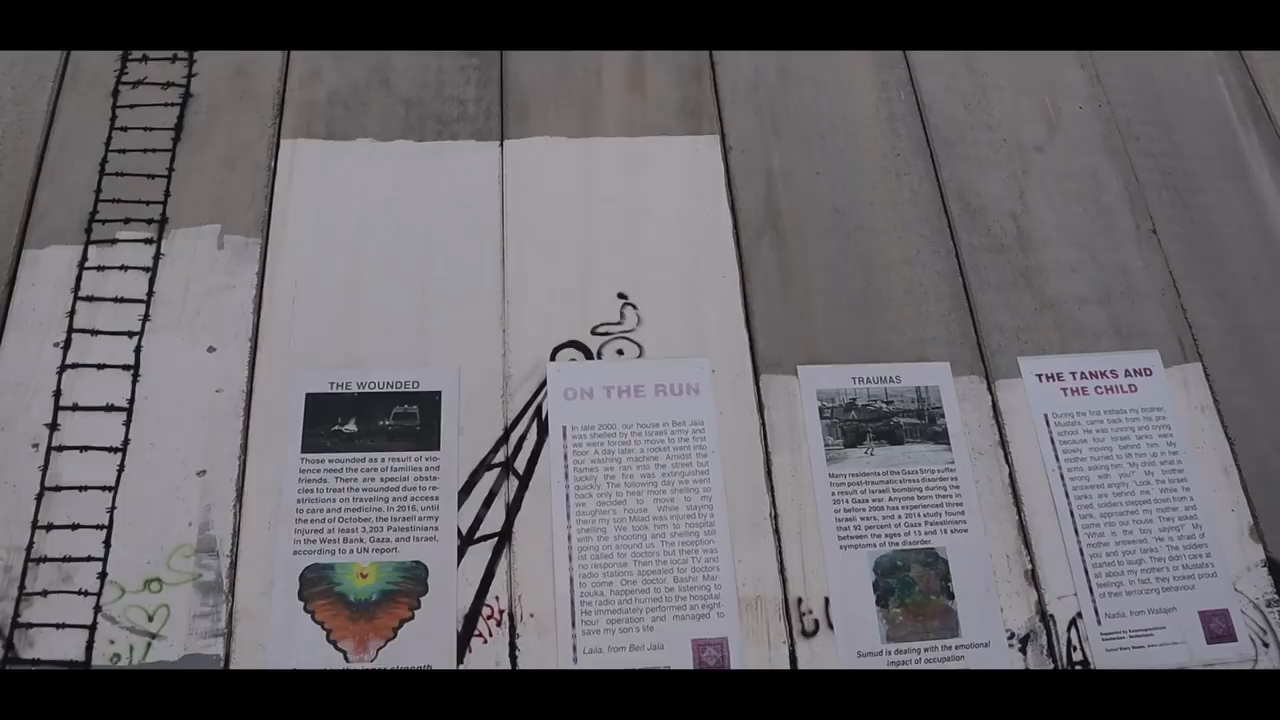 THE WOUNDED
Those wounded as a result of vio-
lence need the care of families and
friends. There are special obsta-
cles to treat the wounded due to re-
strictions on traveling and access
to care and medicine. In 2016, until
the end of October, the Israeli army
injured at least 3,203 Palestinians
in the West Bank, Gaza, and Israel,
according to a UN report.
ON THE RUN
In late 2000, our house in Beit Jala
was shelled by the Israeli army and
we were forced to move to the first
floor. A day later, a rocket went into
our washing machine. Amidst the
flames we ran into the street but
luckily the fire was extinguished
quickly. The following day we went
back only to hear more shelling so
we decided to move to my
daughter's house. While staying
there my son Milad was injured by a
shelling. We took him to hospital
with the shooting and shelling still
going on around us. The reception-
ist called for doctors but there was
no response. Then the local TV and
radio stations appealed for doctors
to come. One doctor, Bashir Mar-
zouka, happened to be listening to
the radio and hurried to the hospital.
He immediately performed an eight-
hour operation and managed to
save my son's life
Laila, from Beit Jala
TRAUMAS
Many residents of the Gaza Strip suffer
from post-traumatic stress disorder as
a result of Israeli bombing during the
2014 Gaza war. Anyone born there in
or before 2008 has experienced three
Israeli wars, and a 2014 study found
that 92 percent of Gaza Palestinians
between the ages of 13 and 18 show
symptoms of the disorder.
Sumud is dealing with the emotional
impact of occupation
THE TANKS AND
THE CHILD
During the first Intifada my brother,
Mustafa, came back from his pre-
school. He was running and crying
because four Israeli tanks were
slowly moving behind him. My
mother hurried to lift him up in her
arms, asking him, "My child, what is
wrong with you?" My brother
answered angrily, "Look, the Israeli
tanks are behind me." While he
cried, soldiers stepped down from a
tank, approached my mother, and
came into our house. They asked,
"What is the boy saying?" My
mother answered, "He is afraid of
you and your tanks." The soldiers
started to laugh. They didn't care at
all about my mother's or Mustafa's
feelings. In fact, they looked proud
of their terrorizing behaviour.
Nadia, from Wallajeh